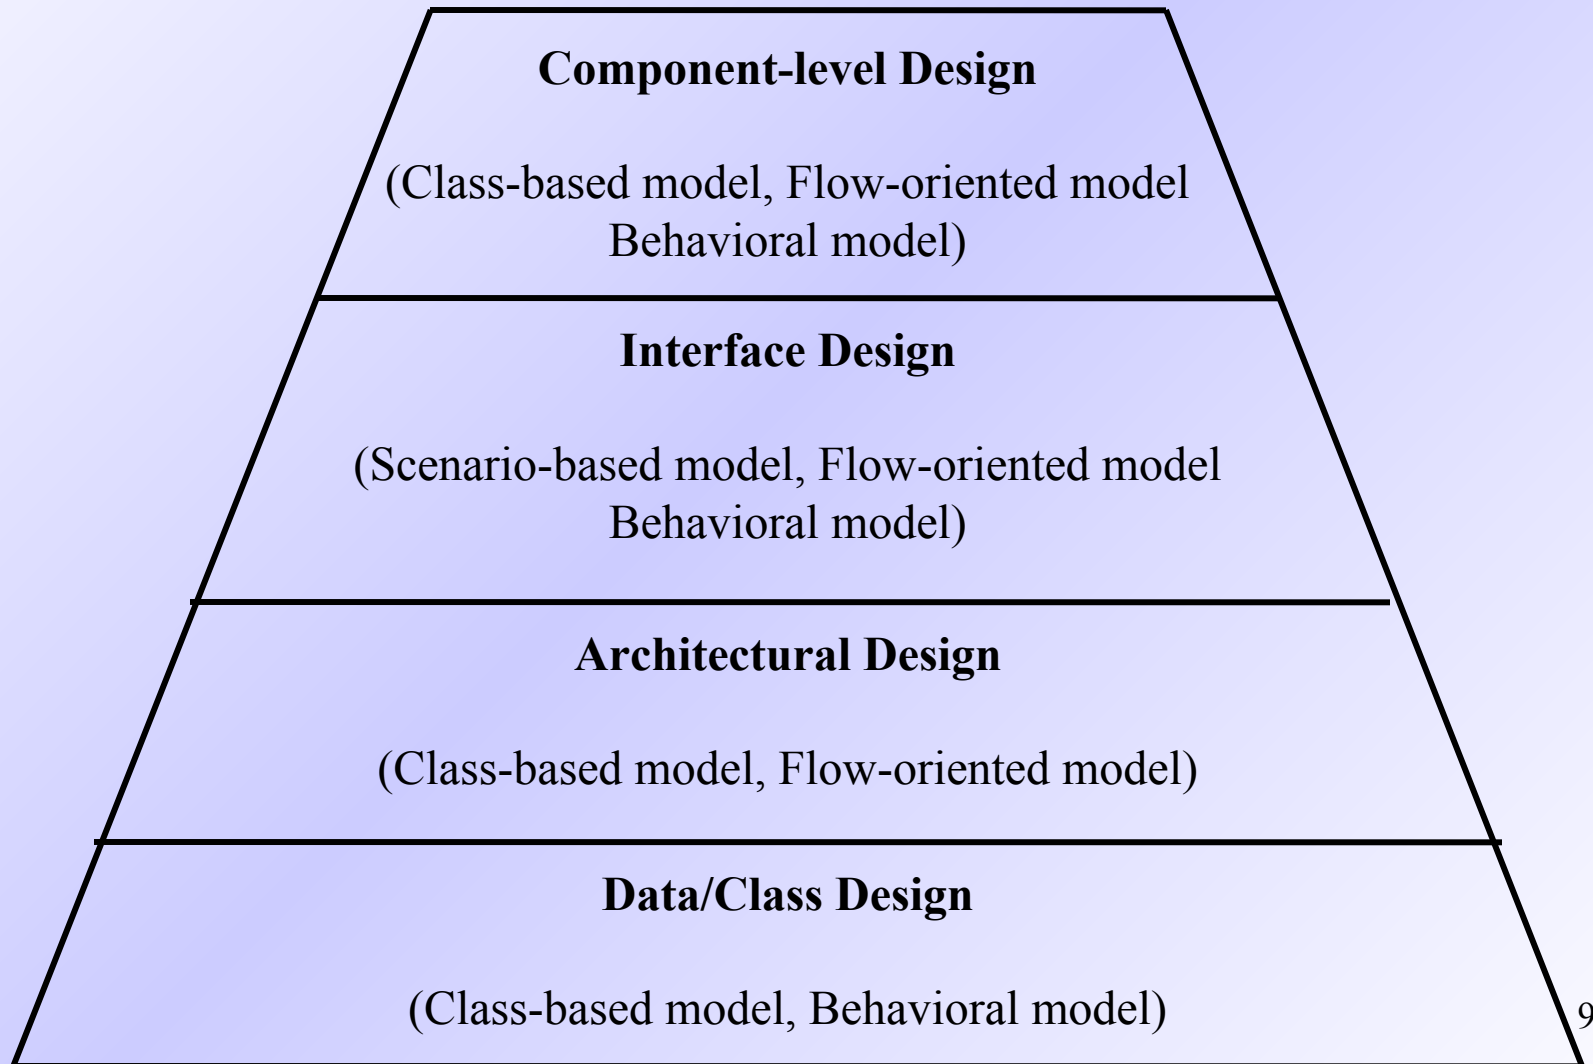 Component-level Design
(Class-based model, Flow-oriented model
Behavioral model)
Interface Design
(Scenario-based model, Flow-oriented model
Behavioral model)
Architectural Design
(Class-based model, Flow-oriented model)
Data/Class Design
(Class-based model, Behavioral model)
9